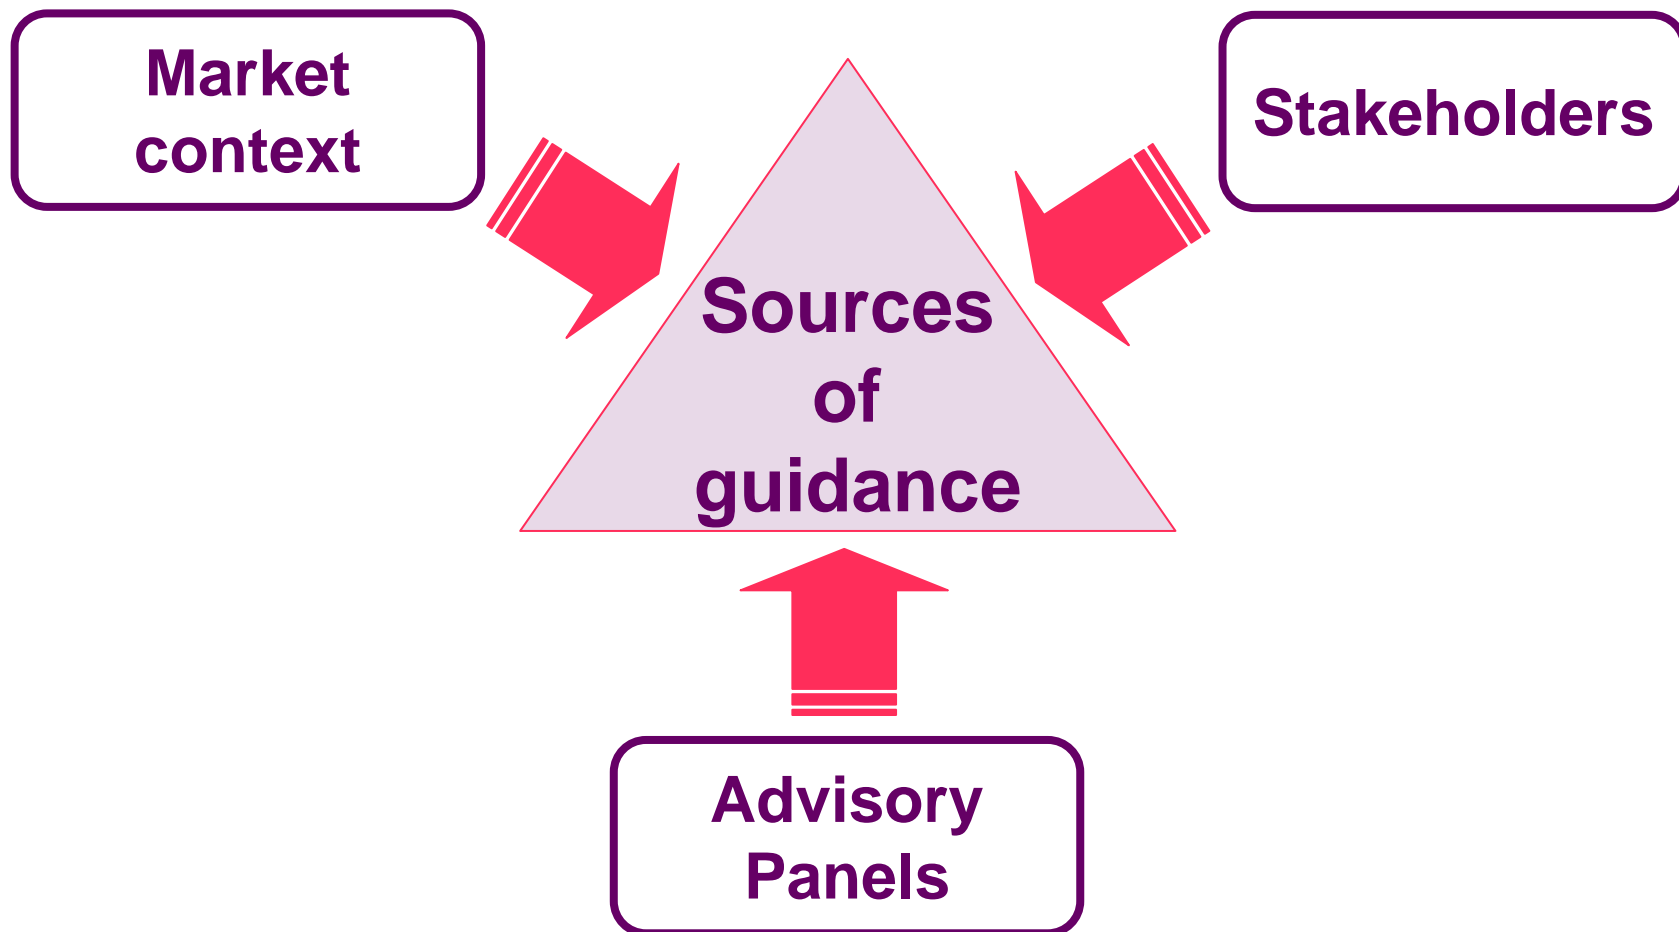 Market
context
Stakeholders
Sources
of
guidance
Advisory
Panels